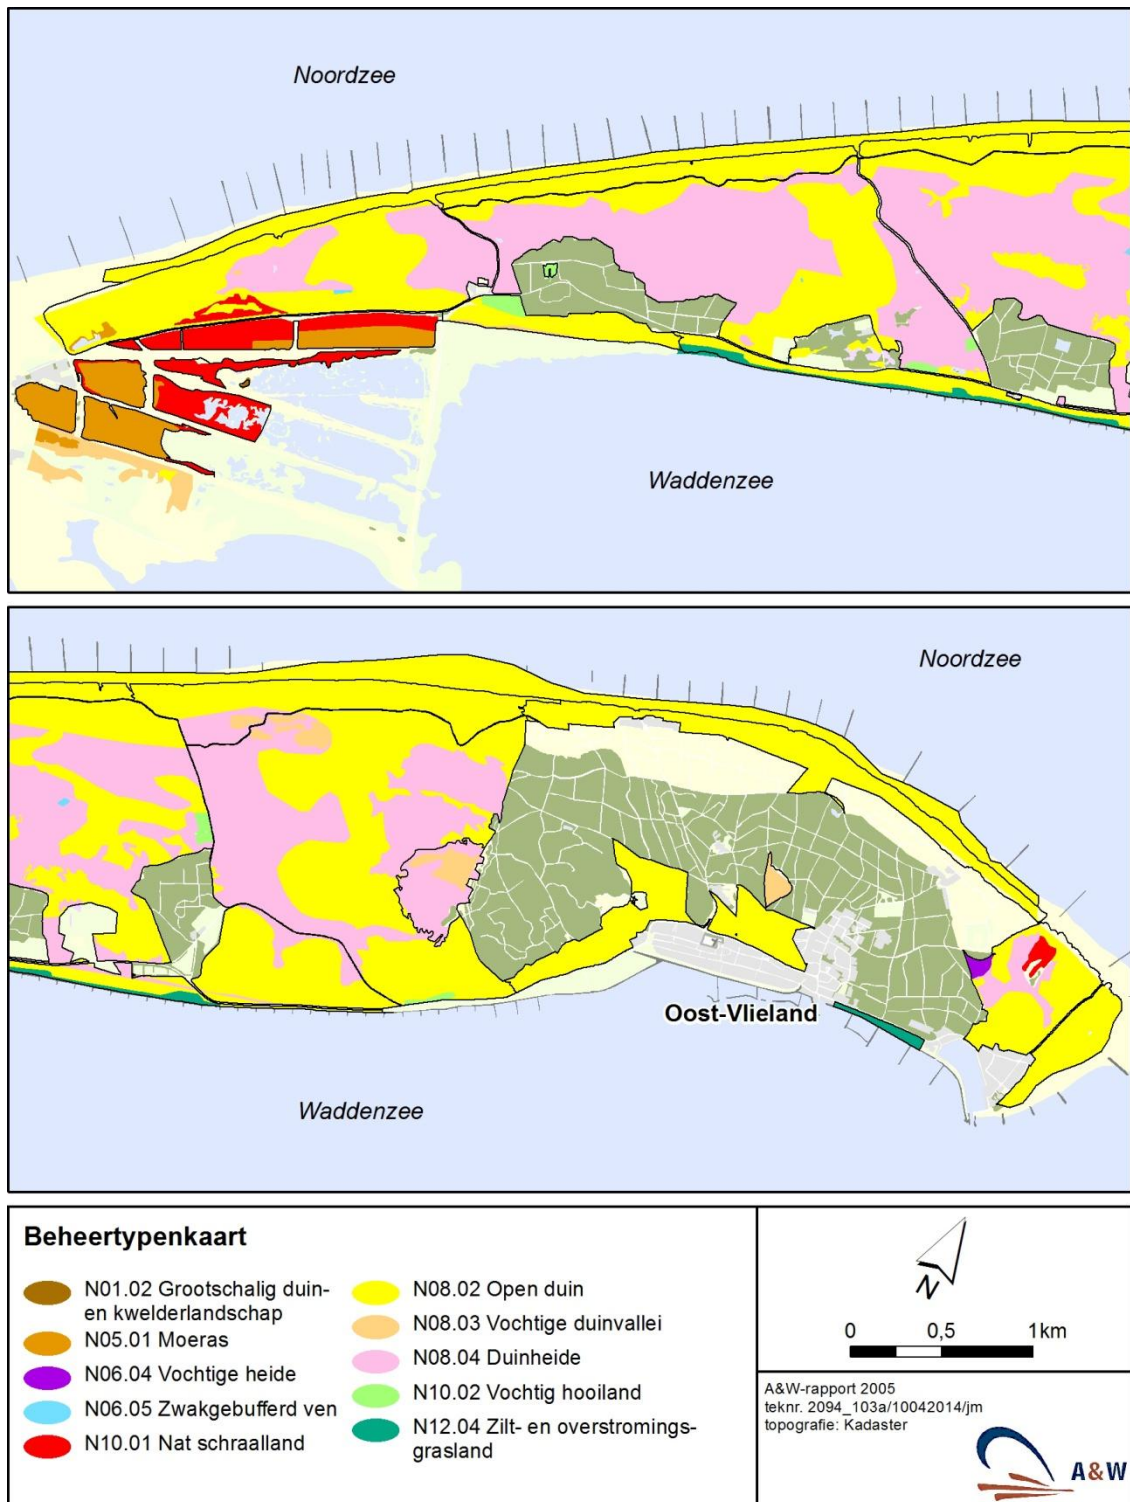 Noordzee
Waddenzee
Noordzee
Oost-Vlieland
Waddenzee
Beheertypenkaart
N01.02 Grootschalig duin-
en kwelderlandschap
N05.01 Moeras
N06.04 Vochtige heide
N06.05 Zwakgebufferd ven
N10.01 Nat schraalland
N08.02 Open duin
N08.03 Vochtige duinvallei
N08.04 Duinheide
N10.02 Vochtig hooiland
N12.04 Zilt- en overstromings-
grasland
N
0 0,5 1km
A&W-rapport 2005
teknr. 2094_103a/10042014/jm
topografie: Kadaster
A&W